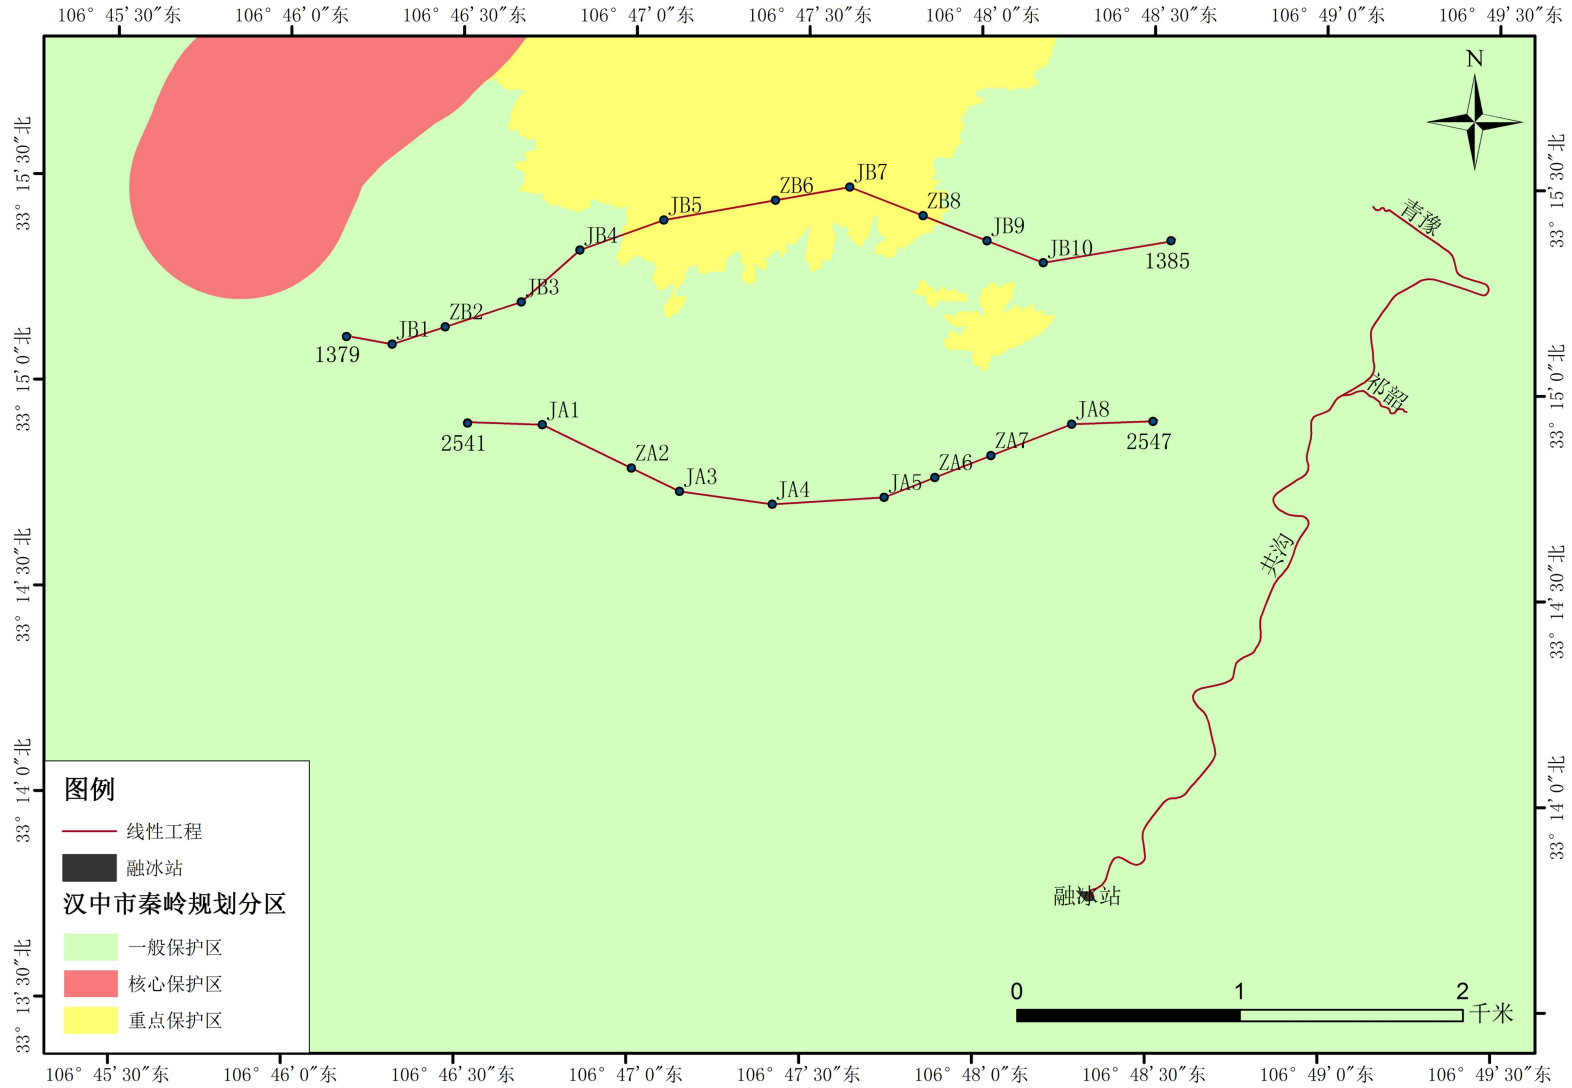 106° 45′30″东
106° 46′0″东
106° 46′30″东
106° 47′0″东
106° 47′30″东
106° 48′0″东
106° 48′30″东
106° 49′0″东
106° 49′30″东
N
33° 15′30″北
33° 15′0″北
33° 14′30″北
33° 14′0″北
33° 13′30″北
33° 15′30″北
33° 15′0″北
33° 14′30″北
33° 14′0″北
JB7
ZB6
JB5
ZB8
JB4
JB9
JB10
1385
JB3
ZB2
JB1
1379
青豫
祁韶
JA1
2541
ZA2
JA3
JA4
JA5
ZA6
ZA7
JA8
2547
共沟
融冰站
图例
线性工程
融冰站
汉中市秦岭规划分区
一般保护区
核心保护区
重点保护区
0 1 2
千米
106° 45′30″东
106° 46′0″东
106° 46′30″东
106° 47′0″东
106° 47′30″东
106° 48′0″东
106° 48′30″东
106° 49′0″东
106° 49′30″东